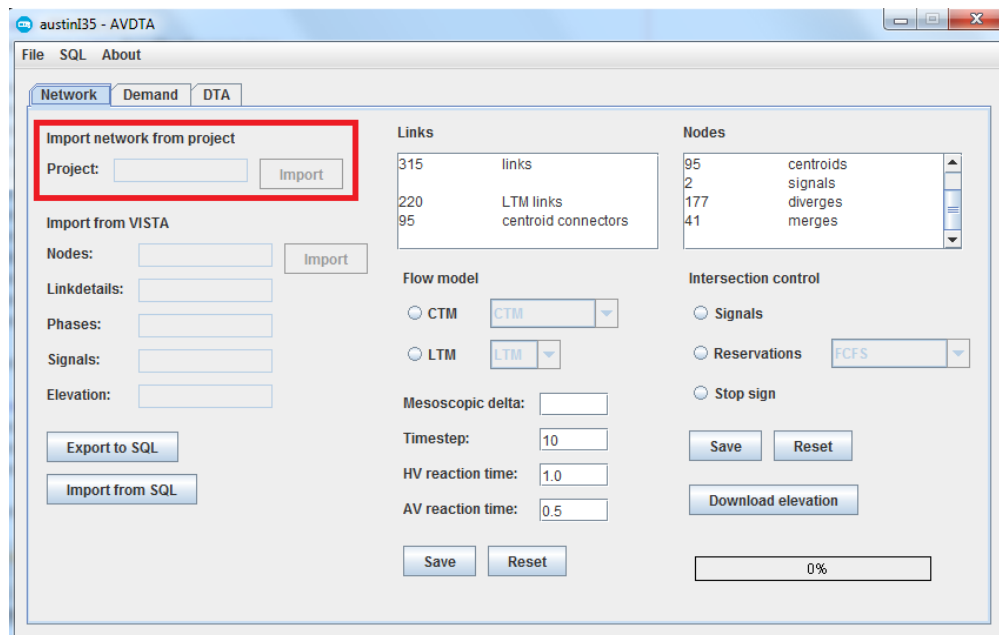 austinI35 - AVDTA
File SQL About
Network Demand DTA
Import network from project
Project: Import
Import from VISTA
Nodes: Import
Linkdetails:
Phases:
Signals:
Elevation:
Export to SQL
Import from SQL
Links
315 links
220 LTM links
95 centroid connectors
Flow model
CTM CTM
LTM LTM
Mesoscopic delta:
Timestep: 10
HV reaction time: 1.0
AV reaction time: 0.5
Save Reset
Nodes
95 centroids
2 signals
177 diverges
41 merges
Intersection control
Signals
Reservations FCFS
Stop sign
Save Reset
Download elevation
0%